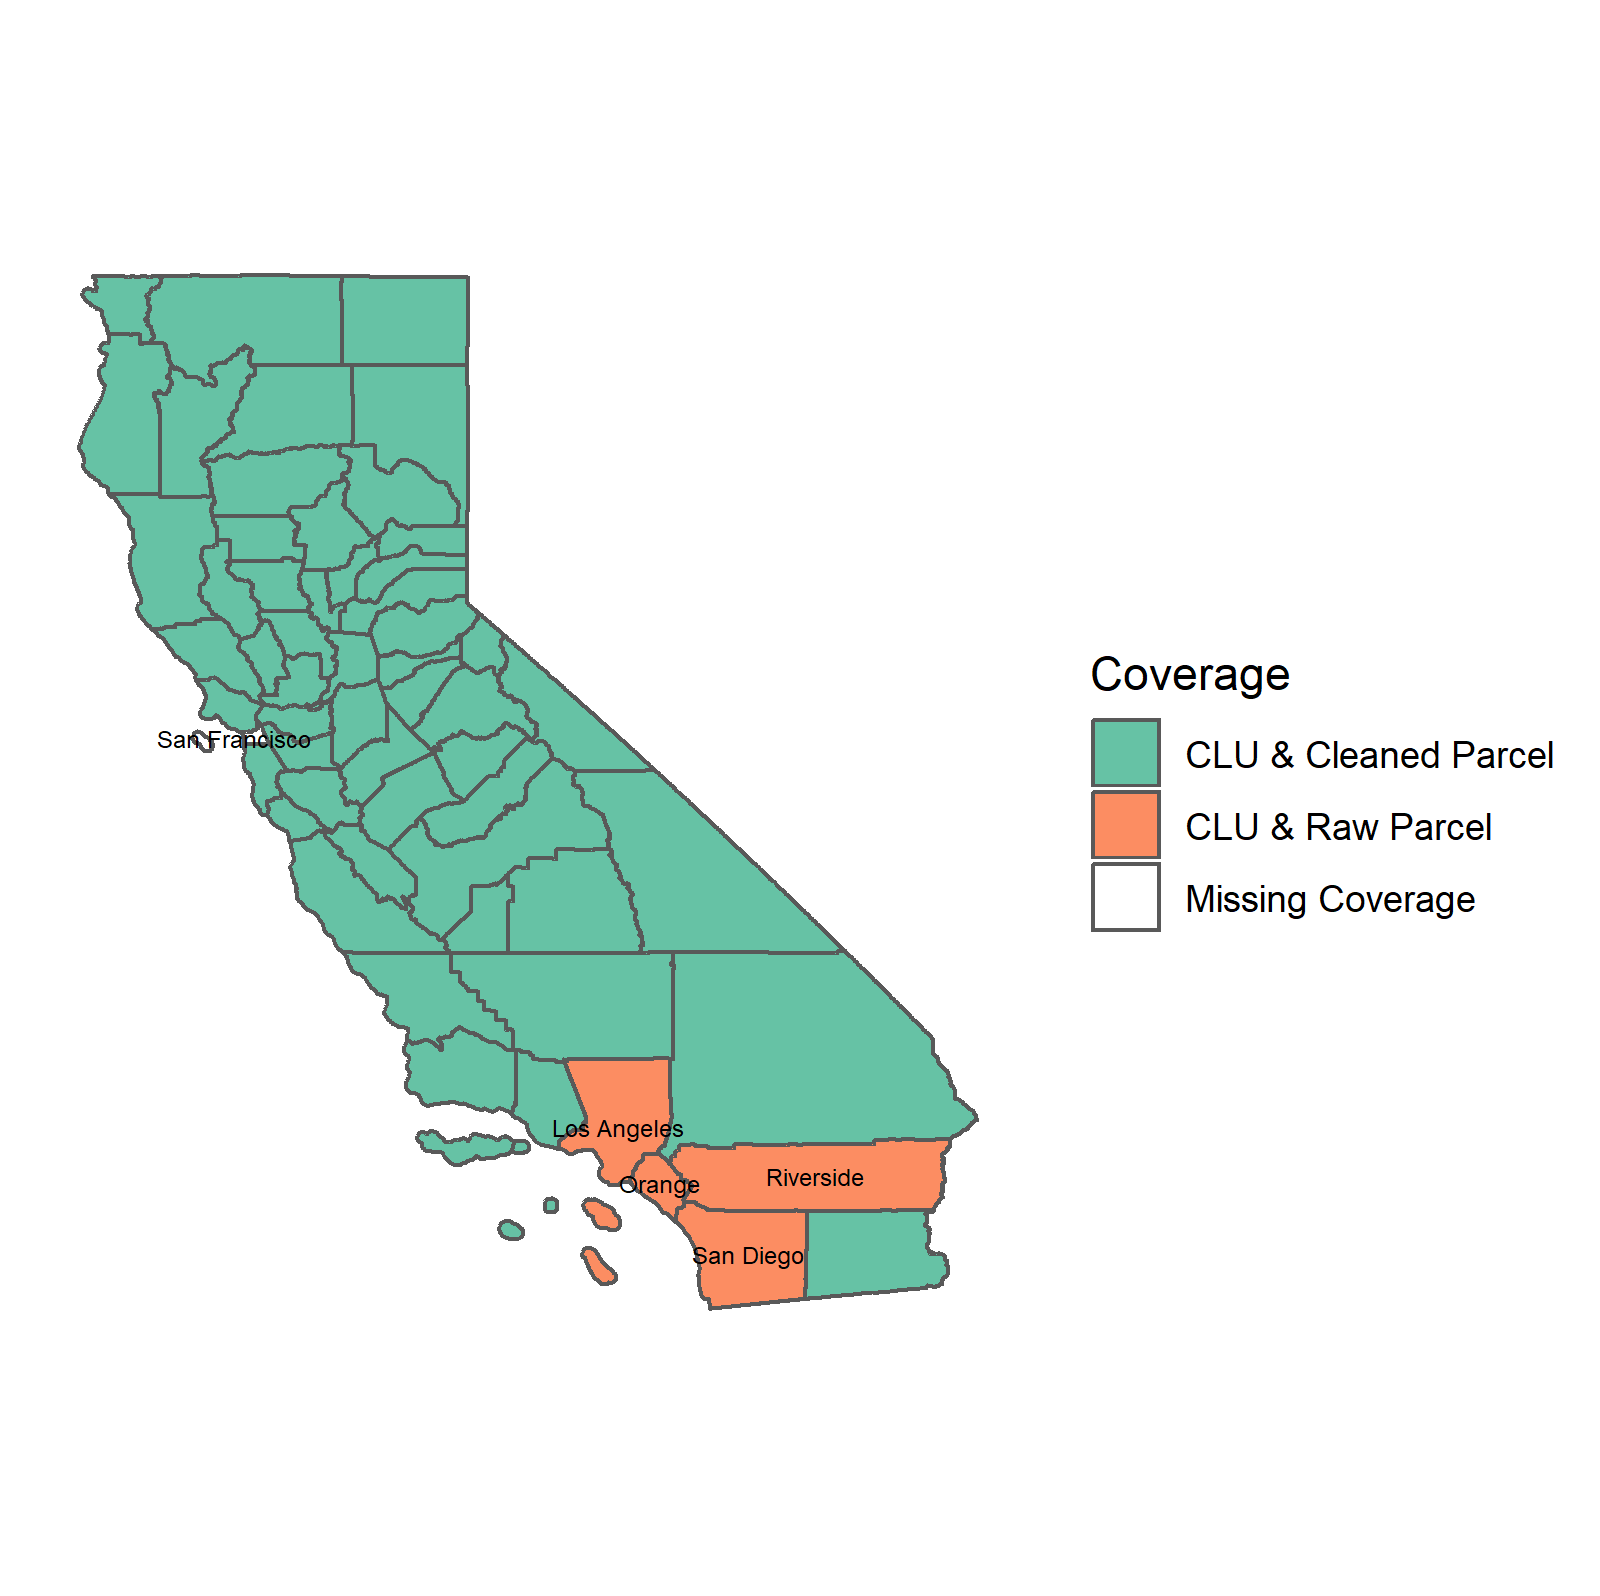 Coverage
CLU & Cleaned Parcel
CLU & Raw Parcel
Missing Coverage
San Francisco
Los Angeles
Orange
Riverside
San Diego